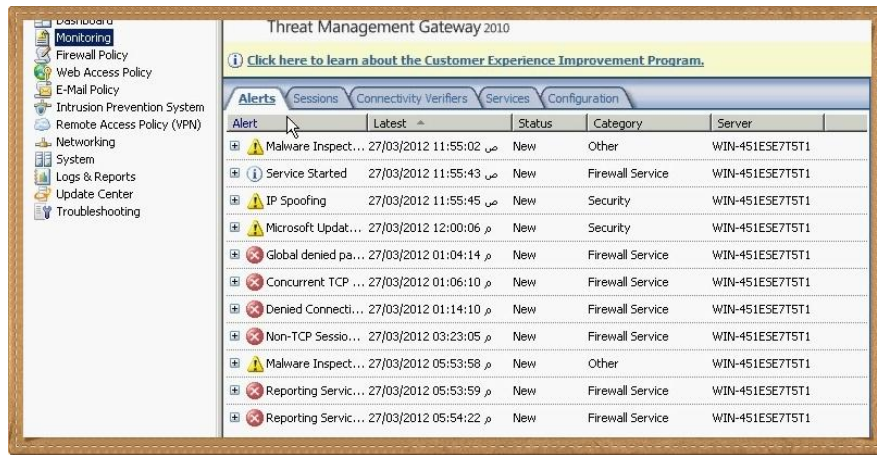 Dashboard
Monitoring
Firewall Policy
Web Access Policy
E-Mail Policy
Intrusion Prevention System
Remote Access Policy (VPN)
Networking
System
Logs & Reports
Update Center
Troubleshooting
Threat Management Gateway 2010
Click here to learn about the Customer Experience Improvement Program.
Alerts Sessions Connectivity Verifiers Services Configuration
Alert Latest Status Category Server
Malware Inspect... 27/03/2012 11:55:02 ص New Other WIN-451ESE7T5T1
Service Started 27/03/2012 11:55:43 ص New Firewall Service WIN-451ESE7T5T1
IP Spoofing 27/03/2012 11:55:45 ص New Security WIN-451ESE7T5T1
Microsoft Updat... 27/03/2012 12:00:06 م New Security WIN-451ESE7T5T1
Global denied pa... 27/03/2012 01:04:14 م New Firewall Service WIN-451ESE7T5T1
Concurrent TCP ... 27/03/2012 01:06:10 م New Firewall Service WIN-451ESE7T5T1
Denied Connecti... 27/03/2012 01:14:10 م New Firewall Service WIN-451ESE7T5T1
Non-TCP Sessio... 27/03/2012 03:23:05 م New Firewall Service WIN-451ESE7T5T1
Malware Inspect... 27/03/2012 05:53:58 م New Other WIN-451ESE7T5T1
Reporting Servic... 27/03/2012 05:53:59 م New Firewall Service WIN-451ESE7T5T1
Reporting Servic... 27/03/2012 05:54:22 م New Firewall Service WIN-451ESE7T5T1